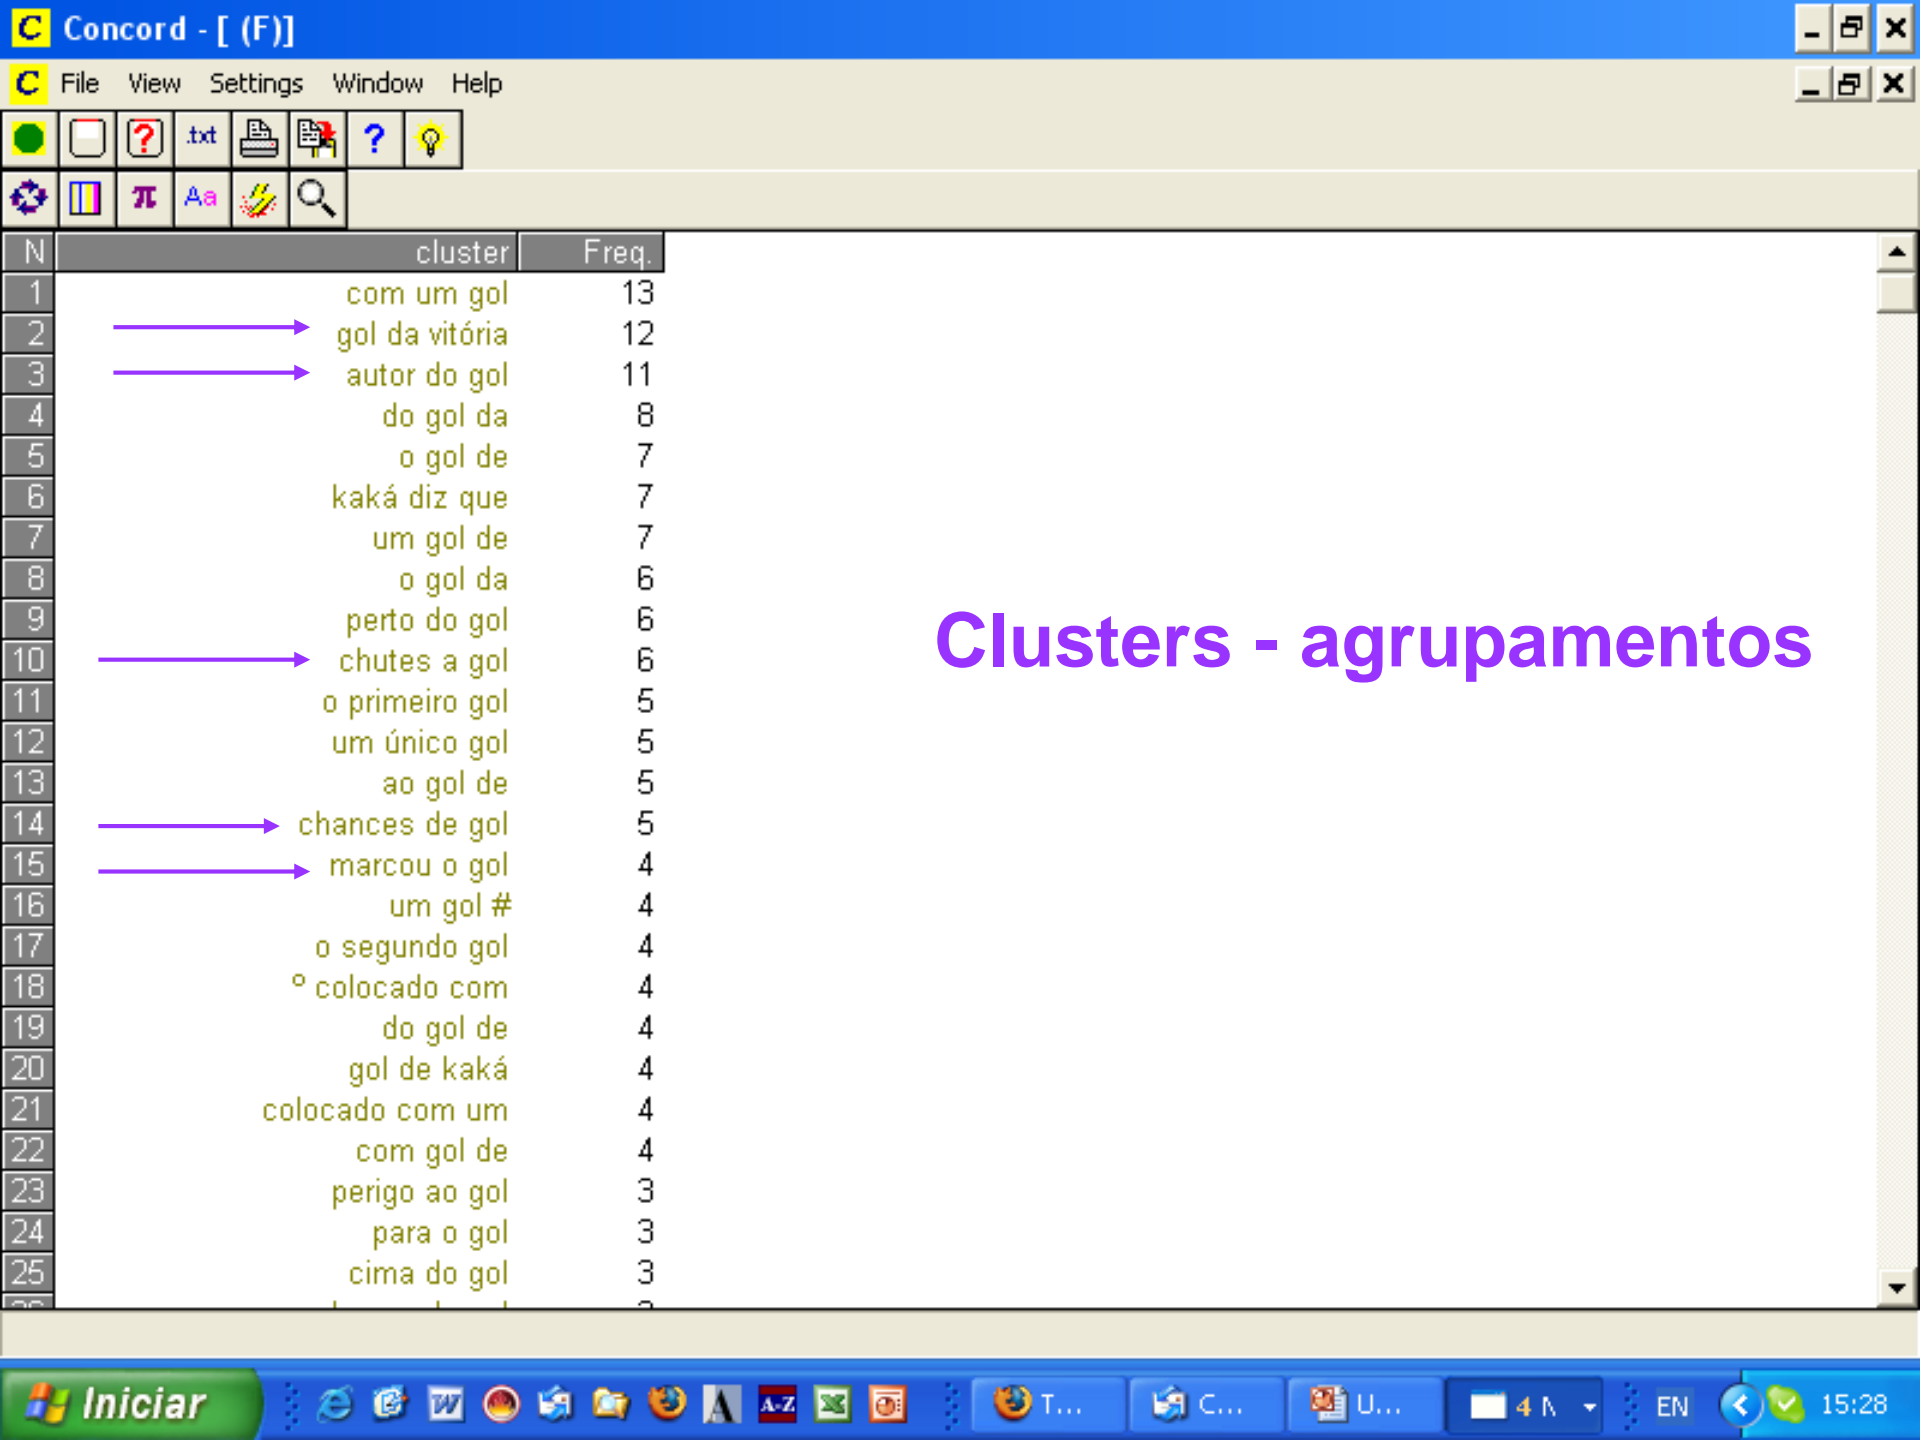 C Concord - [ (F)]
C File View Settings Window Help
? .txt ?
π Aa
N cluster Freq.
1 com um gol 13
2 gol da vitória 12
3 autor do gol 11
4 do gol da 8
5 o gol de 7
6 kaká diz que 7
7 um gol de 7
8 o gol da 6
9 perto do gol 6
10 chutes a gol 6
Clusters - agrupamentos
11 o primeiro gol 5
12 um único gol 5
13 ao gol de 5
14 chances de gol 5
15 marcou o gol 4
16 um gol # 4
17 o segundo gol 4
18 º colocado com 4
19 do gol de 4
20 gol de kaká 4
21 colocado com um 4
22 com gol de 4
23 perigo ao gol 3
24 para o gol 3
25 cima do gol 3
Iniciar A A-Z T... C... U... 4 EN 15:28